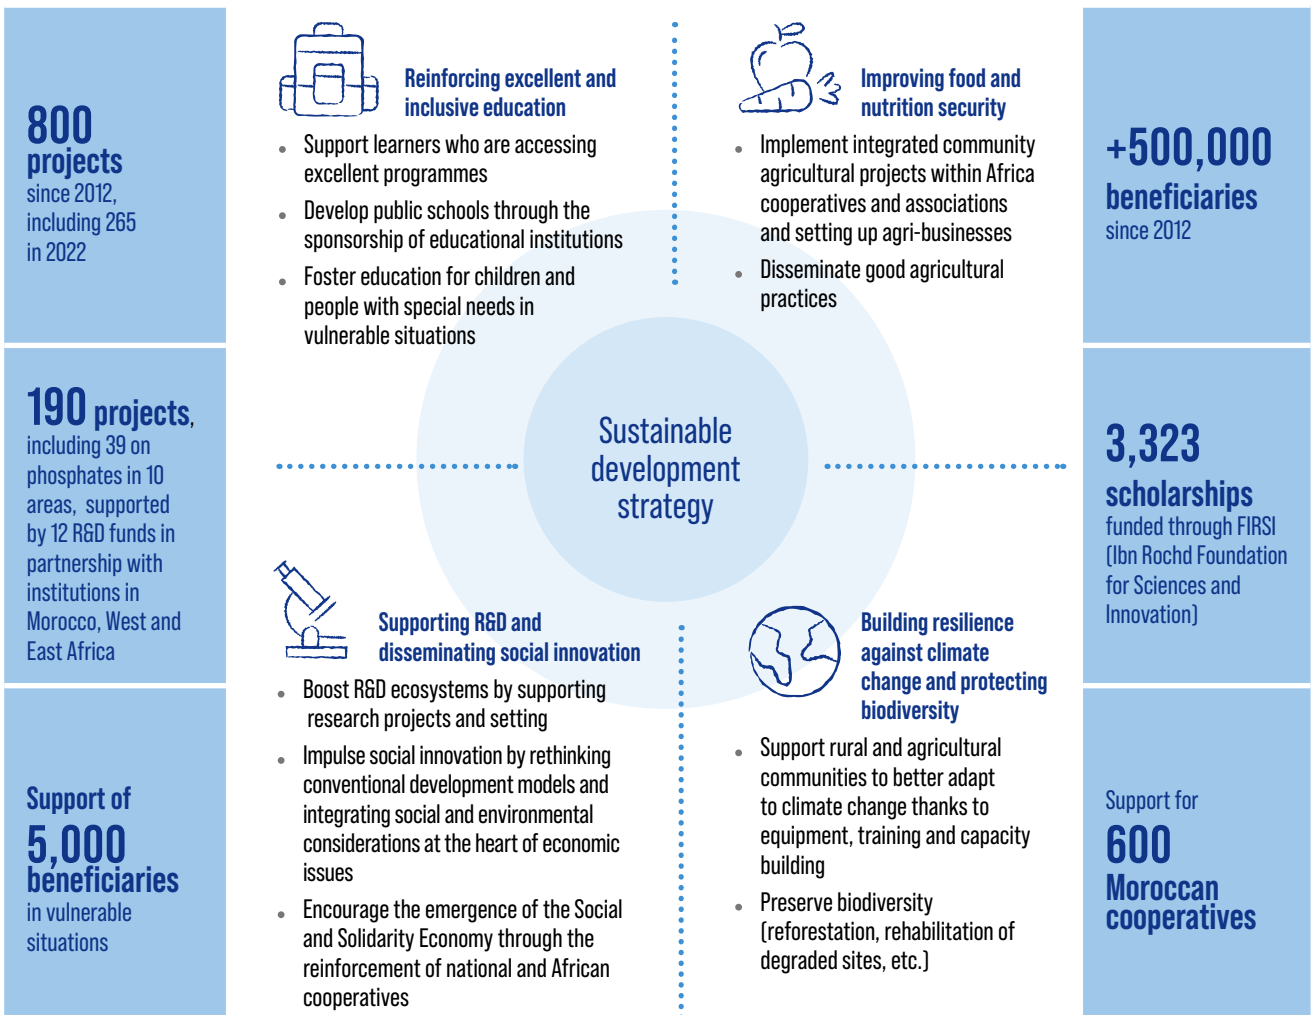 800
projects
since 2012,
including 265
in 2022
190 projects,
including 39 on
phosphates in 10
areas, supported
by 12 R&D funds in
partnership with
institutions in
Morocco, West and
East Africa
Support of
5,000
beneficiaries
in vulnerable
situations
Reinforcing excellent and
inclusive education
• Support learners who are accessing
excellent programmes
• Develop public schools through the
sponsorship of educational institutions
• Foster education for children and
people with special needs in
vulnerable situations
Improving food and
nutrition security
• Implement integrated community
agricultural projects within Africa
cooperatives and associations
and setting up agri-businesses
• Disseminate good agricultural
practices
Sustainable
development
strategy
Supporting R&D and
disseminating social innovation
• Boost R&D ecosystems by supporting
research projects and setting
• Impulse social innovation by rethinking
conventional development models and
integrating social and environmental
considerations at the heart of economic
issues
• Encourage the emergence of the Social
and Solidarity Economy through the
reinforcement of national and African
cooperatives
Building resilience
against climate
change and protecting
biodiversity
• Support rural and agricultural
communities to better adapt
to climate change thanks to
equipment, training and capacity
building
• Preserve biodiversity
(reforestation, rehabilitation of
degraded sites, etc.)
+500,000
beneficiaries
since 2012
3,323
scholarships
funded through FIRSI
(Ibn Rochd Foundation
for Sciences and
Innovation)
Support for
600
Moroccan
cooperatives